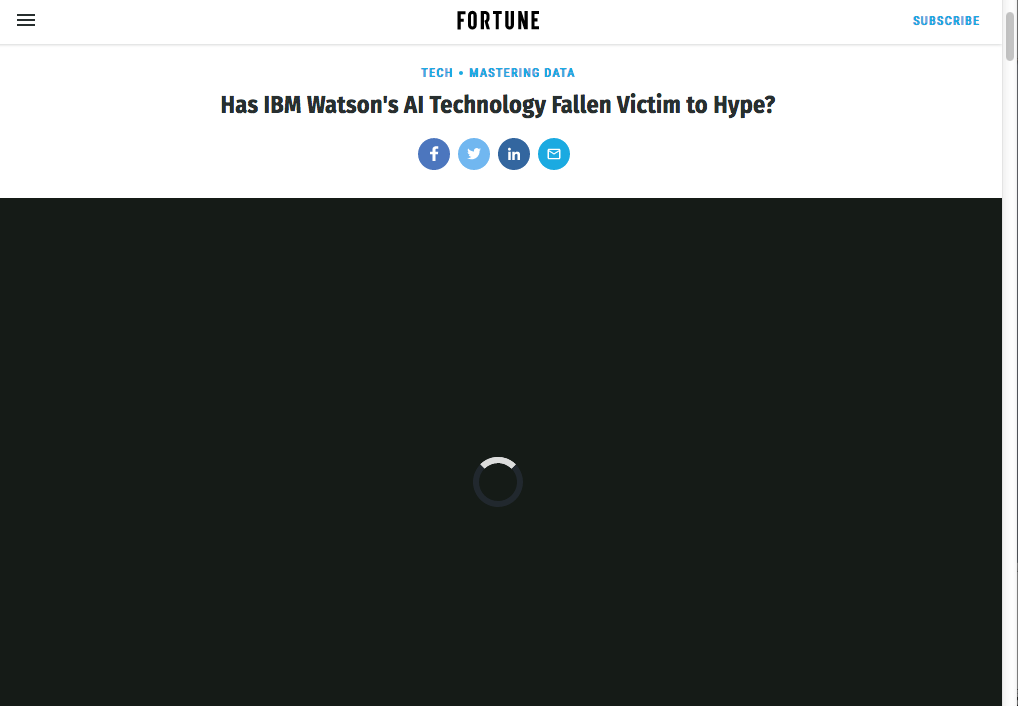 FORTUNE
SUBSCRIBE
TECH • MASTERING DATA
Has IBM Watson's AI Technology Fallen Victim to Hype?